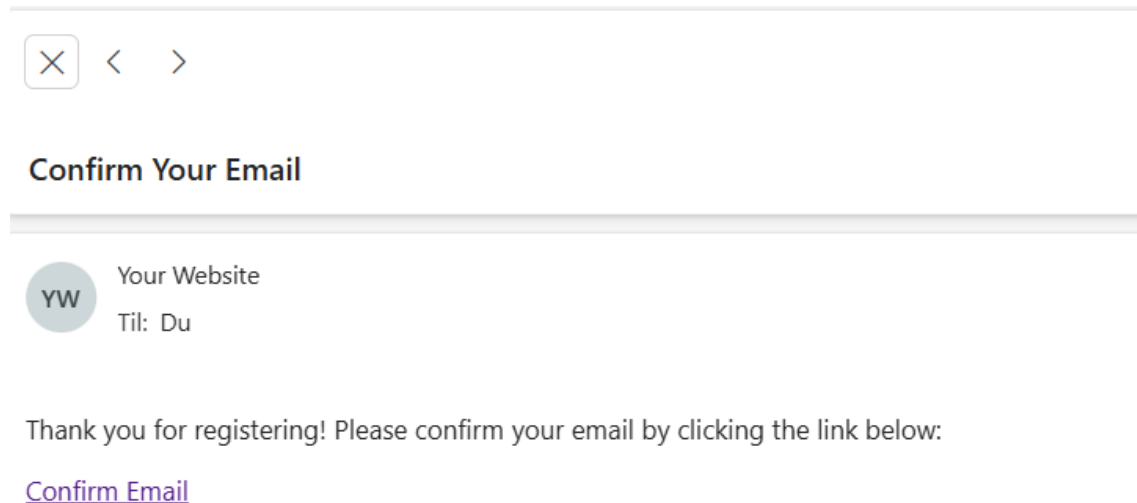 Confirm Your Email
Your Website
YW
Til: Du
Thank you for registering! Please confirm your email by clicking the link below:
Confirm Email